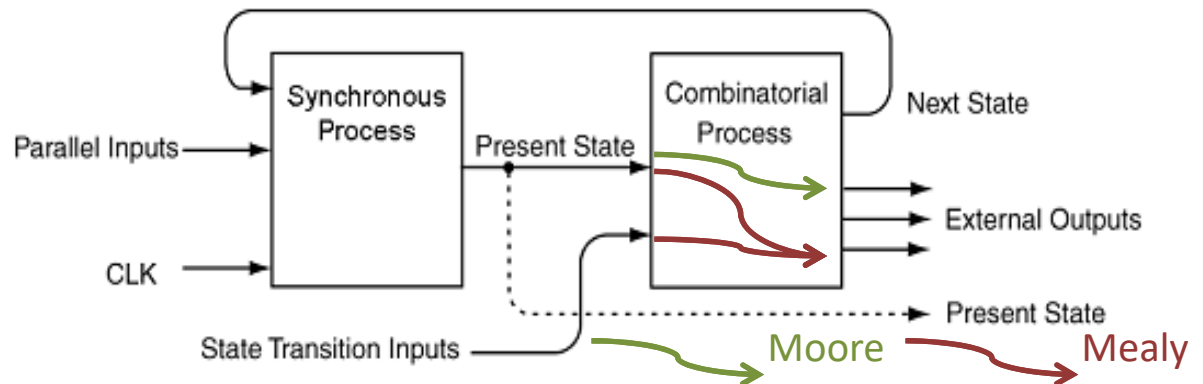 Synchronous
Process
Combinatorial
Process
Next State
Parallel Inputs
Present State
External Outputs
CLK
Present State
State Transition Inputs
Moore
Mealy